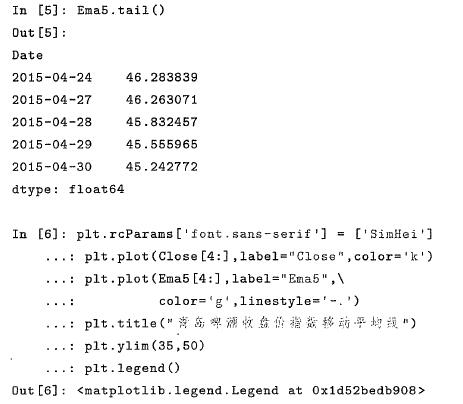 In [5]: Ema5.tail()
Out[5]:
Date
2015-04-24    46.283839
2015-04-27    46.263071
2015-04-28    45.832457
2015-04-29    45.555965
2015-04-30    45.242772
dtype: float64
In [6]: plt.rcParams['font.sans-serif'] = ['SimHei']
   ...: plt.plot(Close[4:],label="Close",color='k')
   ...: plt.plot(Ema5[4:],label="Ema5",\
   ...:          color='g',linestyle='-.')
   ...: plt.title("青岛啤酒收盘价指数移动平均线")
   ...: plt.ylim(35,50)
   ...: plt.legend()
Out[6]: <matplotlib.legend.Legend at 0x1d52bedb908>